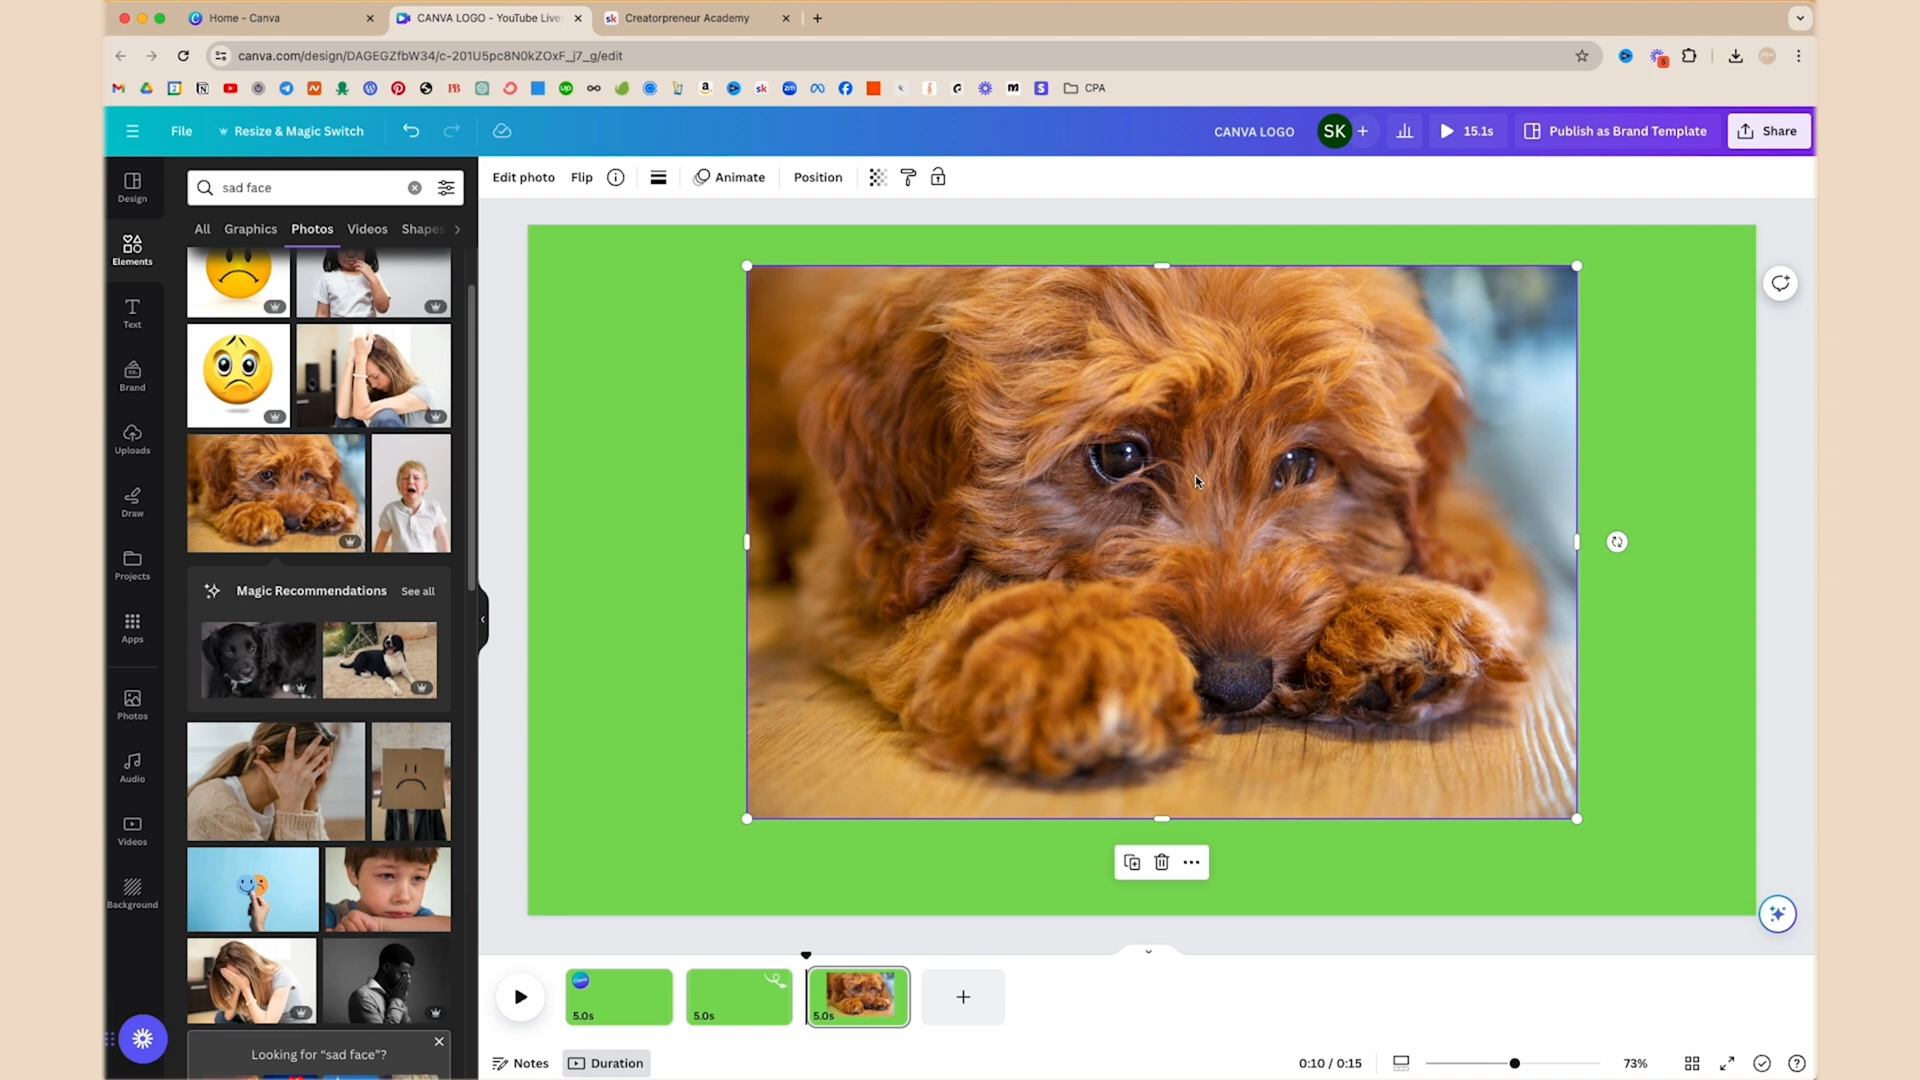 Home - Canva
CANVA LOGO - YouTube Live
Creatorpreneur Academy
canva.com/design/DAGEGZfbW34/c-201U5pc8N0kZOxF_j7_g/edit
CPA
File
Resize & Magic Switch
CANVA LOGO
SK
15.1s
Publish as Brand Template
Share
sad face
Edit photo
Flip
Animate
Position
All
Graphics
Photos
Videos
Shapes
Design
Elements
Text
Brand
Uploads
Draw
Projects
Apps
Photos
Audio
Videos
Background
Magic Recommendations
See all
Looking for “sad face”?
5.0s
5.0s
5.0s
Notes
Duration
0:10 / 0:15
73%